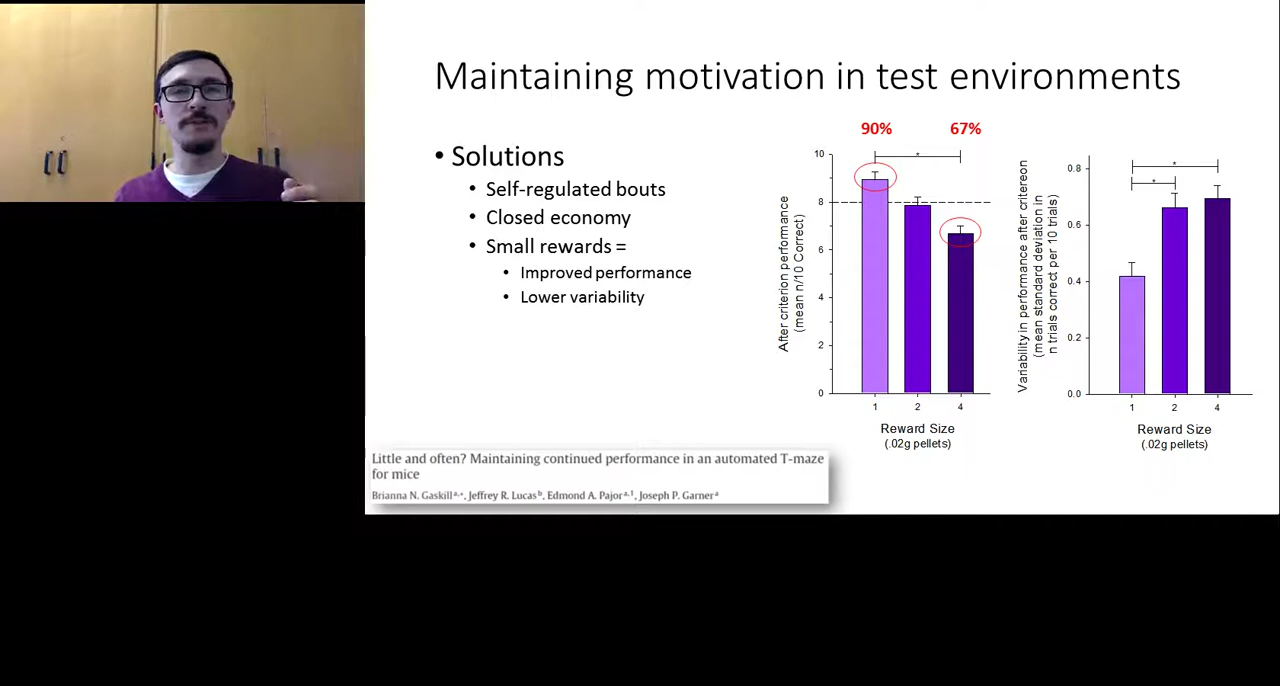 Maintaining motivation in test environments
• Solutions
• Self-regulated bouts
• Closed economy
• Small rewards =
• Improved performance
• Lower variability
90%
67%
*
10
8
6
4
2
0
After criterion performance
(mean n/10 Correct)
1
2
4
Reward Size
(.02g pellets)
*
*
0.8
0.6
0.4
0.2
0.0
Variability in performance after critereon
(mean standard deviation in
n trials correct per 10 trials)
1
2
4
Reward Size
(.02g pellets)
Little and often? Maintaining continued performance in an automated T-maze
for mice
Brianna N. Gaskill a,*, Jeffrey R. Lucas b, Edmond A. Pajor a,1, Joseph P. Garner a